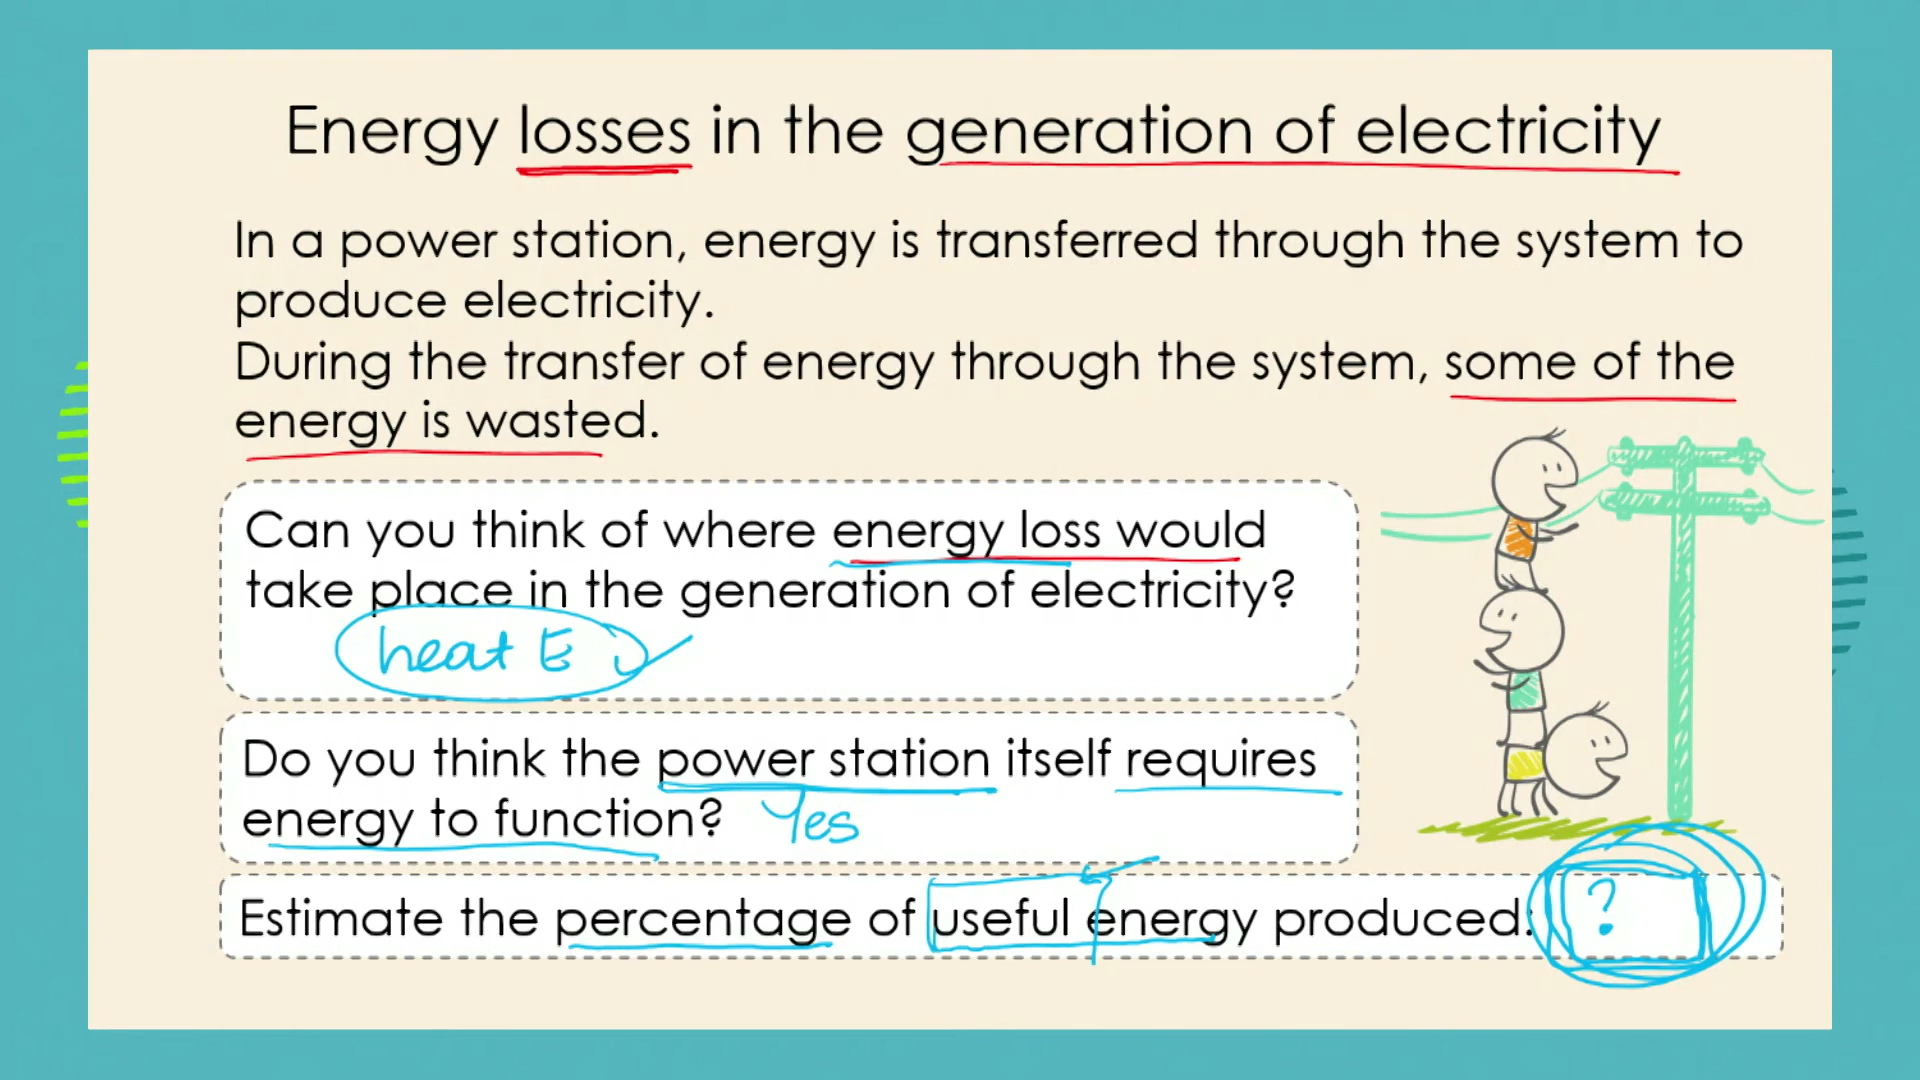 Energy losses in the generation of electricity
In a power station, energy is transferred through the system to
produce electricity.
During the transfer of energy through the system, some of the
energy is wasted.
Can you think of where energy loss would
take place in the generation of electricity?
heat E
Do you think the power station itself requires
energy to function? Yes
Estimate the percentage of useful energy produced: ?